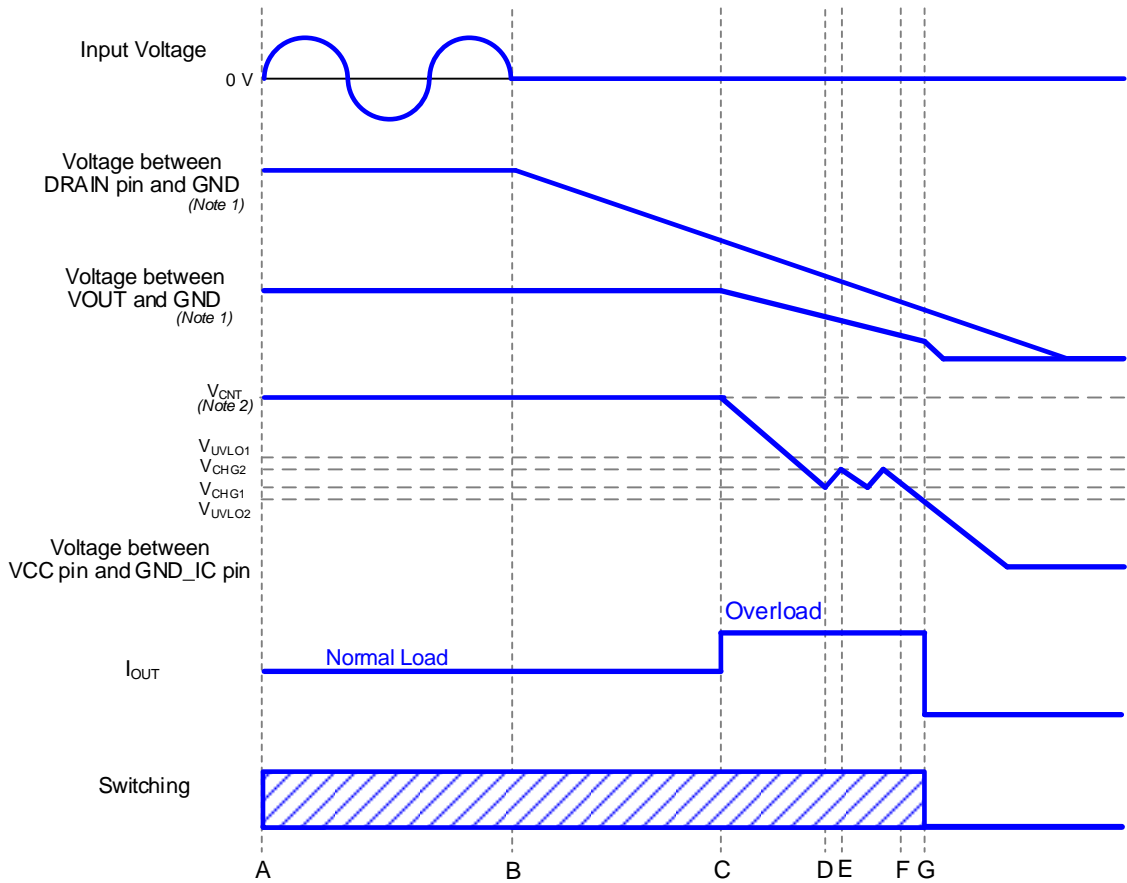 Input Voltage
0 V
Voltage between
DRAIN pin and GND
(Note 1)
Voltage between
VOUT and GND
(Note 1)
VCNT
(Note 2)
VUVLO1
VCHG2
VCHG1
VUVLO2
Voltage between
VCC pin and GND_IC pin
Overload
Normal Load
IOUT
Switching
A B C D E F G